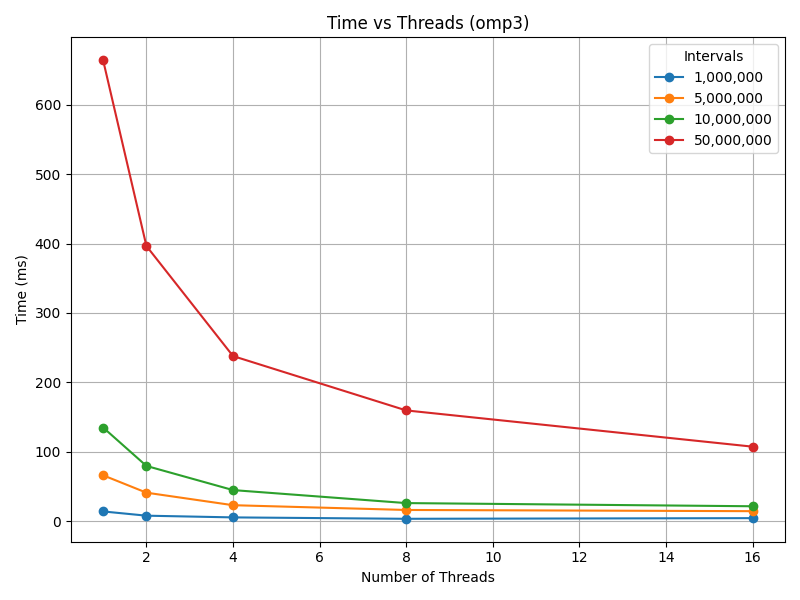 Time vs Threads (omp3)
Intervals
1,000,000
5,000,000
10,000,000
50,000,000
Time (ms)
600
500
400
300
200
100
0
2 4 6 8 10 12 14 16
Number of Threads